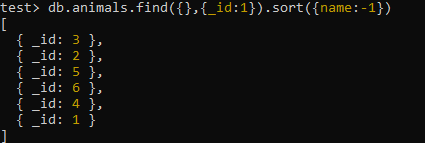 test> db.animals.find({},{_id:1}).sort({name:-1})
[
  { _id: 3 },
  { _id: 2 },
  { _id: 5 },
  { _id: 6 },
  { _id: 4 },
  { _id: 1 }
]